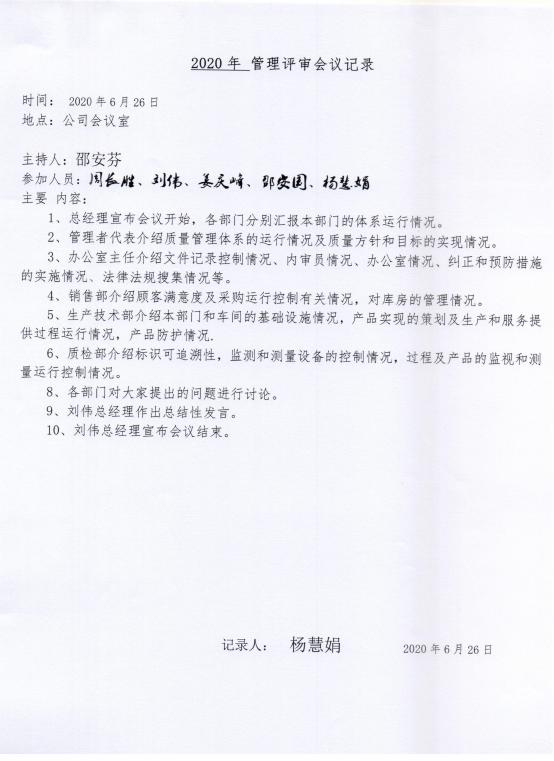 2020 年 管理评审会议记录
时间： 2020 年 6 月 26 日
地点：公司会议室
主持人：邵安芬
参加人员：周长胜、刘伟、姜庆峰、邵安国、杨慧娟
主要 内容：
1、总经理宣布会议开始，各部门分别汇报本部门的体系运行情况。
2、管理者代表介绍质量管理体系的运行情况及质量方针和目标的实现情况。
3、办公室主任介绍文件记录控制情况、内审员情况、办公室情况、纠正和预防措施
的实施情况、法律法规搜集情况等。
4、销售部介绍顾客满意度及采购运行控制有关情况，对库房的管理情况。
5、生产技术部介绍本部门和车间的基础设施情况，产品实现的策划及生产和服务提
供过程运行情况，产品防护情况.
6、质检部介绍标识可追溯性，监测和测量设备的控制情况，过程及产品的监视和测
量运行控制情况。
8、各部门对大家提出的问题进行讨论。
9、刘伟总经理作出总结性发言。
10、刘伟总经理宣布会议结束。
记录人： 杨慧娟 2020 年 6 月 26 日